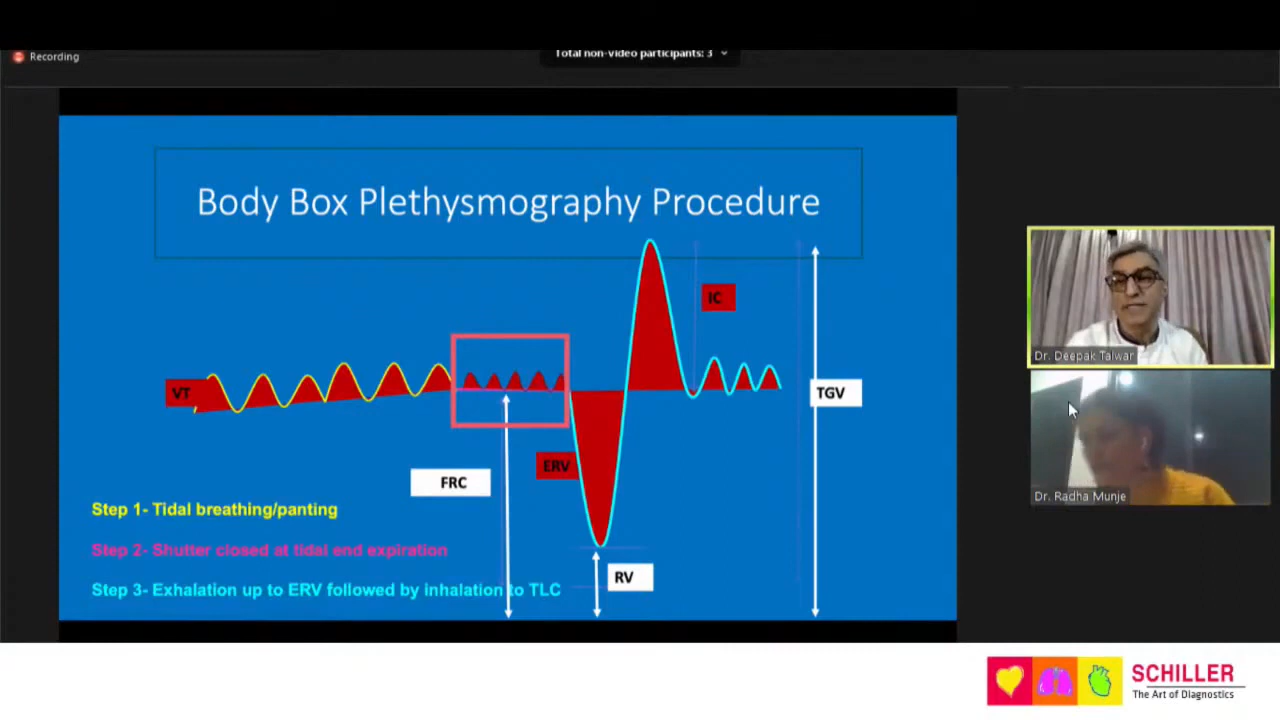 Recording
Total non-video participants: 3
Body Box Plethysmography Procedure
IC
VT
TGV
ERV
FRC
Step 1- Tidal breathing/panting
Step 2- Shutter closed at tidal end expiration
RV
Step 3- Exhalation up to ERV followed by inhalation to TLC
Dr. Deepak Talwar
Dr. Radha Munje
SCHILLER
The Art of Diagnostics